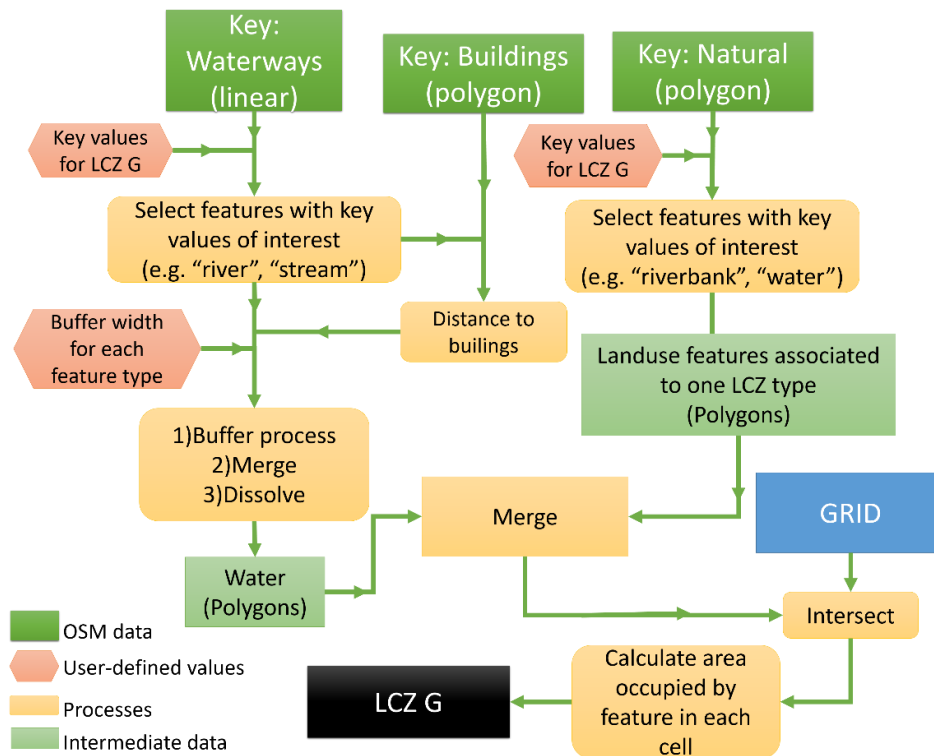 Key:
Waterways
(linear)
Key: Buildings
(polygon)
Key: Natural
(polygon)
Key values
for LCZ G
Key values
for LCZ G
Select features with key
values of interest
(e.g. “river”, “stream”)
Select features with key
values of interest
(e.g. “riverbank”, “water”)
Buffer width
for each
feature type
Distance to
builings
Landuse features associated
to one LCZ type
(Polygons)
1)Buffer process
2)Merge
3)Dissolve
Merge
GRID
Water
(Polygons)
Intersect
OSM data
User-defined values
Processes
Intermediate data
LCZ G
Calculate area
occupied by
feature in each
cell